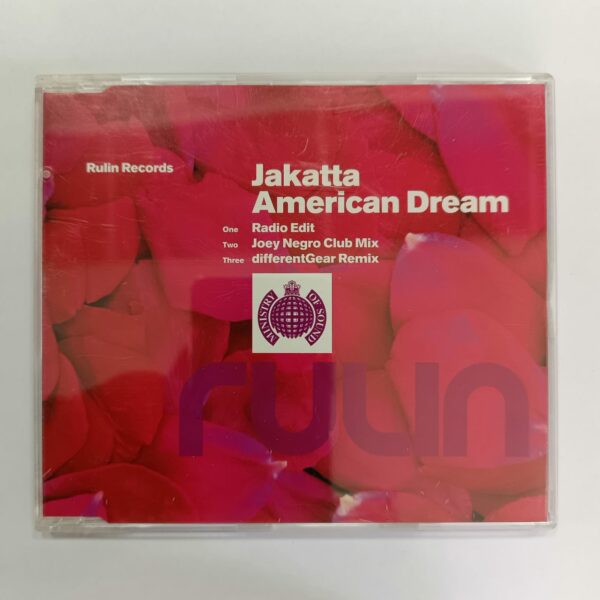 Rulin Records
Jakatta
American Dream
One Radio Edit
Two Joey Negro Club Mix
Three differentGear Remix
MINISTRY OF SOUND
rulin